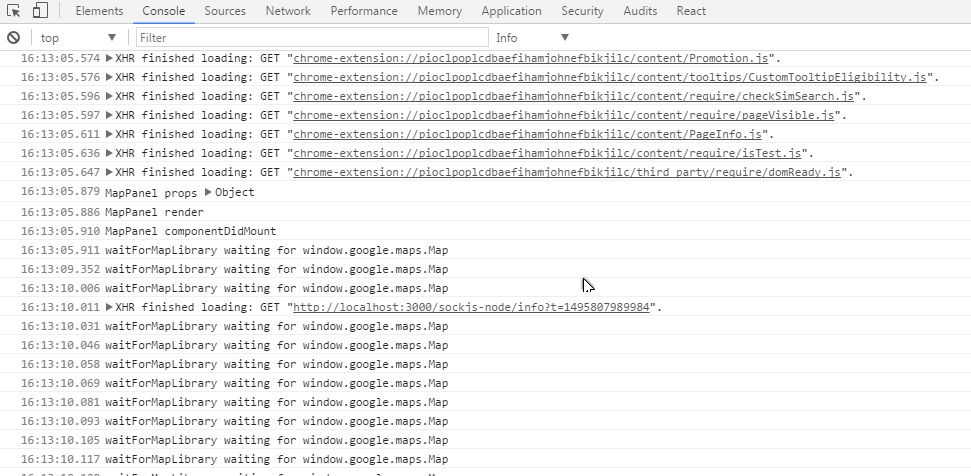 Elements Console Sources Network Performance Memory Application Security Audits React
top Filter Info
16:13:05.574 XHR finished loading: GET "chrome-extension://pioclpoplcdbaefihamjohnefbikjilc/content/Promotion.js".
16:13:05.576 XHR finished loading: GET "chrome-extension://pioclpoplcdbaefihamjohnefbikjilc/content/tooltips/CustomTooltipEligibility.js".
16:13:05.596 XHR finished loading: GET "chrome-extension://pioclpoplcdbaefihamjohnefbikjilc/content/require/checkSimSearch.js".
16:13:05.597 XHR finished loading: GET "chrome-extension://pioclpoplcdbaefihamjohnefbikjilc/content/require/pageVisible.js".
16:13:05.611 XHR finished loading: GET "chrome-extension://pioclpoplcdbaefihamjohnefbikjilc/content/PageInfo.js".
16:13:05.636 XHR finished loading: GET "chrome-extension://pioclpoplcdbaefihamjohnefbikjilc/content/require/isTest.js".
16:13:05.647 XHR finished loading: GET "chrome-extension://pioclpoplcdbaefihamjohnefbikjilc/third_party/require/domReady.js".
16:13:05.879 MapPanel props Object
16:13:05.886 MapPanel render
16:13:05.910 MapPanel componentDidMount
16:13:05.911 waitForMapLibrary waiting for window.google.maps.Map
16:13:09.352 waitForMapLibrary waiting for window.google.maps.Map
16:13:10.006 waitForMapLibrary waiting for window.google.maps.Map
16:13:10.011 XHR finished loading: GET "http://localhost:3000/sockjs-node/info?t=1495807989984".
16:13:10.031 waitForMapLibrary waiting for window.google.maps.Map
16:13:10.046 waitForMapLibrary waiting for window.google.maps.Map
16:13:10.058 waitForMapLibrary waiting for window.google.maps.Map
16:13:10.069 waitForMapLibrary waiting for window.google.maps.Map
16:13:10.081 waitForMapLibrary waiting for window.google.maps.Map
16:13:10.093 waitForMapLibrary waiting for window.google.maps.Map
16:13:10.105 waitForMapLibrary waiting for window.google.maps.Map
16:13:10.117 waitForMapLibrary waiting for window.google.maps.Map